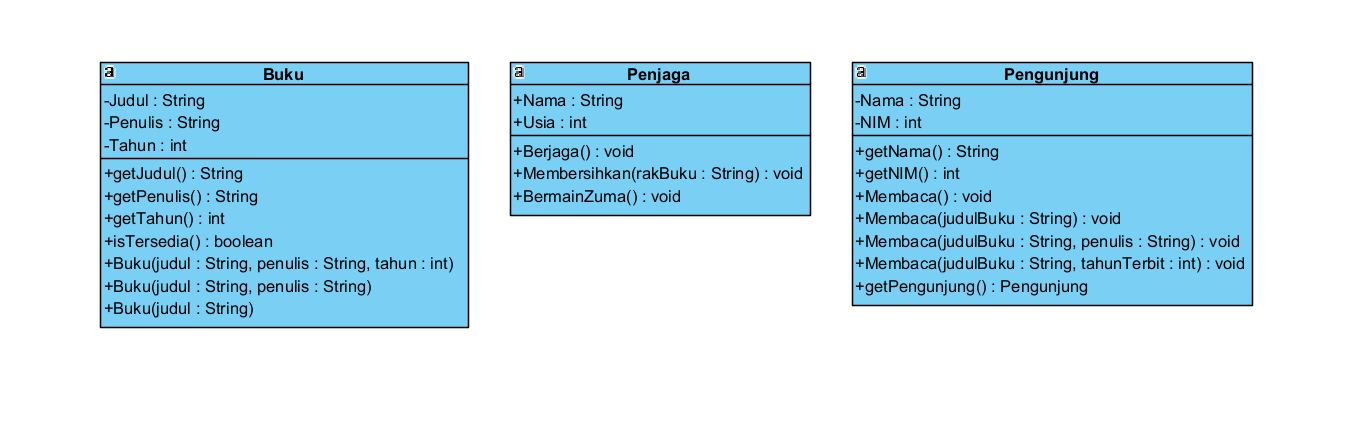 Buku
-Judul : String
-Penulis : String
-Tahun : int
+getJudul() : String
+getPenulis() : String
+getTahun() : int
+isTersedia() : boolean
+Buku(judul : String, penulis : String, tahun : int)
+Buku(judul : String, penulis : String)
+Buku(judul : String)
Penjaga
+Nama : String
+Usia : int
+Berjaga() : void
+Membersihkan(rakBuku : String) : void
+BermainZuma() : void
Pengunjung
-Nama : String
-NIM : int
+getNama() : String
+getNIM() : int
+Membaca() : void
+Membaca(judulBuku : String) : void
+Membaca(judulBuku : String, penulis : String) : void
+Membaca(judulBuku : String, tahunTerbit : int) : void
+getPengunjung() : Pengunjung